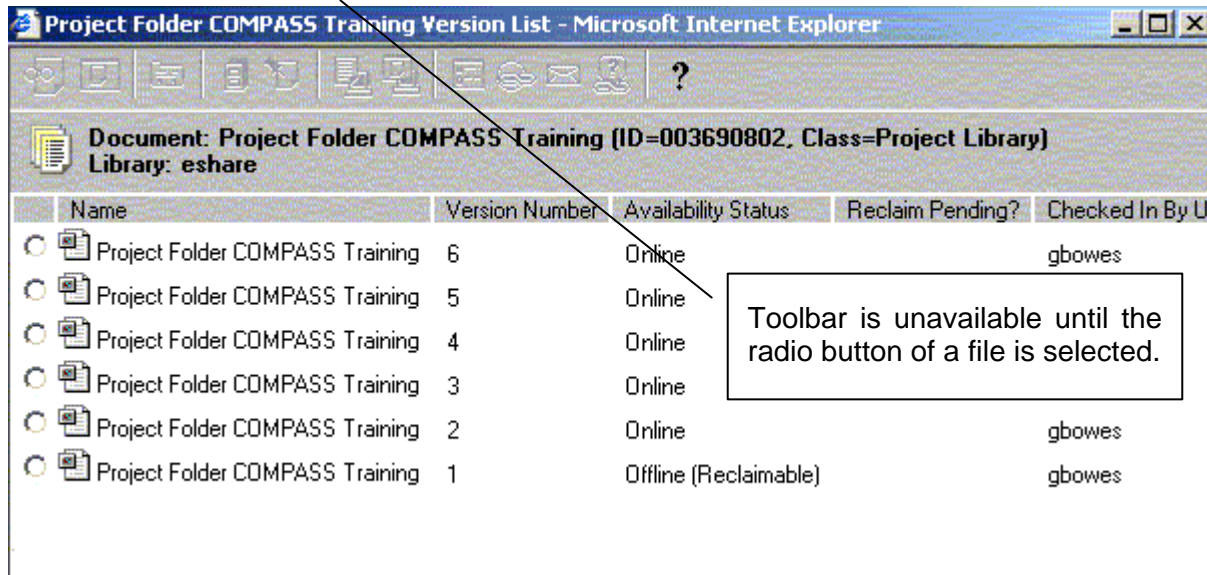 Project Folder COMPASS Training Version List - Microsoft Internet Explorer
?
Document: Project Folder COMPASS Training (ID=003690802, Class=Project Library)
Library: eshare
Name Version Number Availability Status Reclaim Pending? Checked In By U
Project Folder COMPASS Training 6 Online gbowes
Project Folder COMPASS Training 5 Online
Project Folder COMPASS Training 4 Online
Project Folder COMPASS Training 3 Online
Project Folder COMPASS Training 2 Online gbowes
Project Folder COMPASS Training 1 Offline (Reclaimable) gbowes
Toolbar is unavailable until the
radio button of a file is selected.